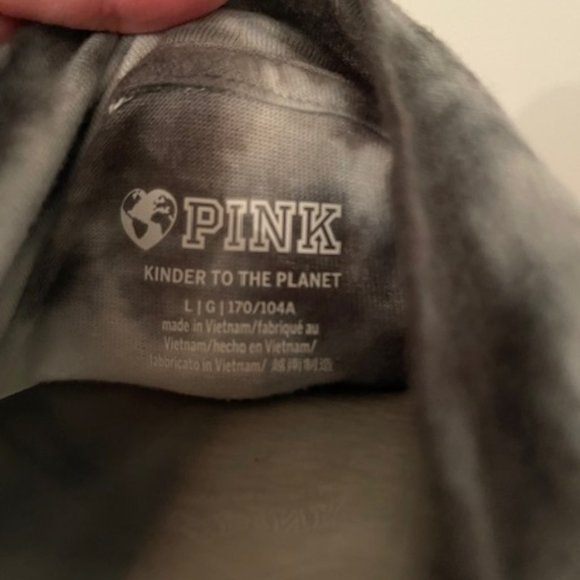 PINK
KINDER TO THE PLANET
L | G | 170/104A
made in Vietnam/fabriqué au
Vietnam/hecho en Vietnam/
fabricato in Vietnam/ 越南制造